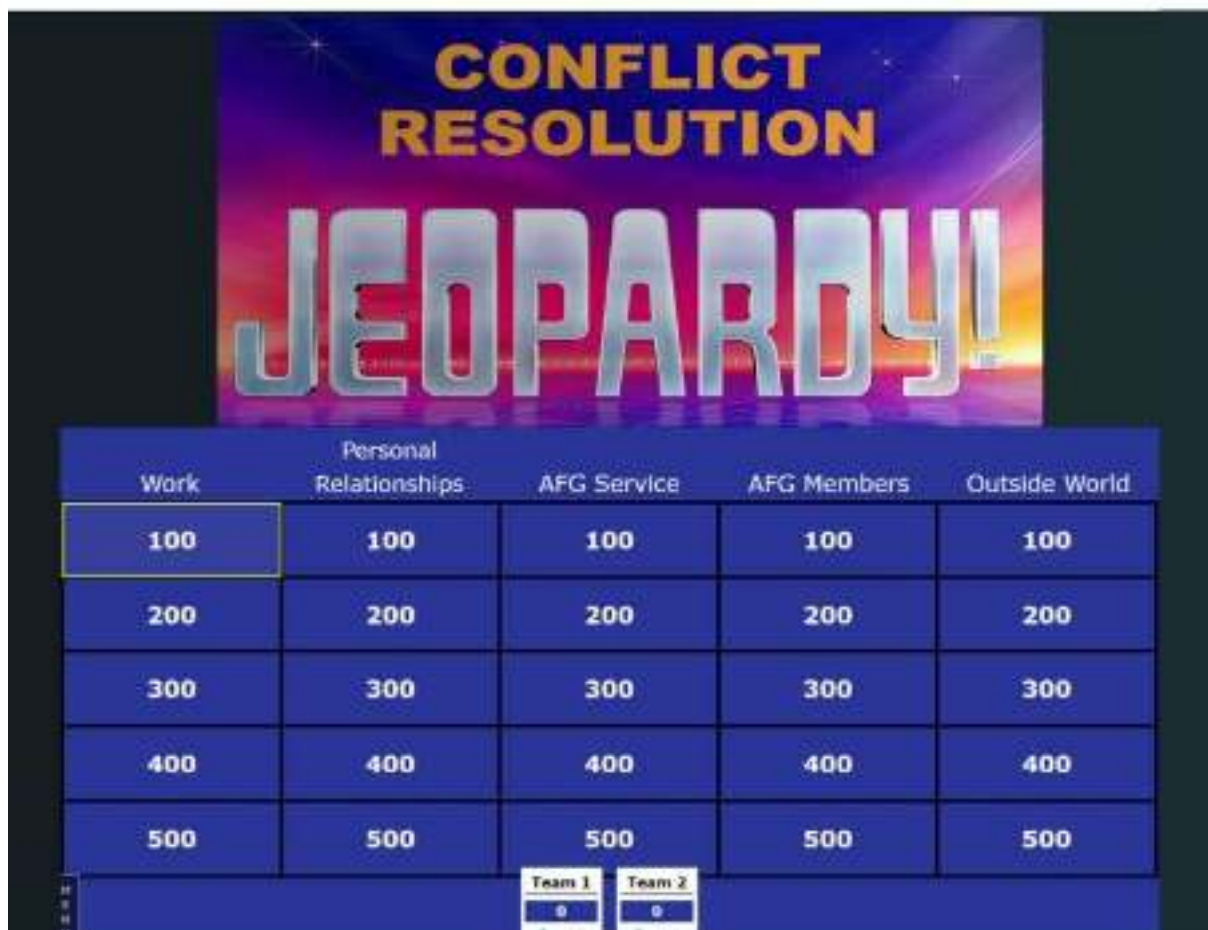 CONFLICT
RESOLUTION
JEOPARDY!
Personal
Work Relationships AFG Service AFG Members Outside World
100 100 100 100 100
200 200 200 200 200
300 300 300 300 300
400 400 400 400 400
500 500 500 500 500
Team 1 Team 2
0 0